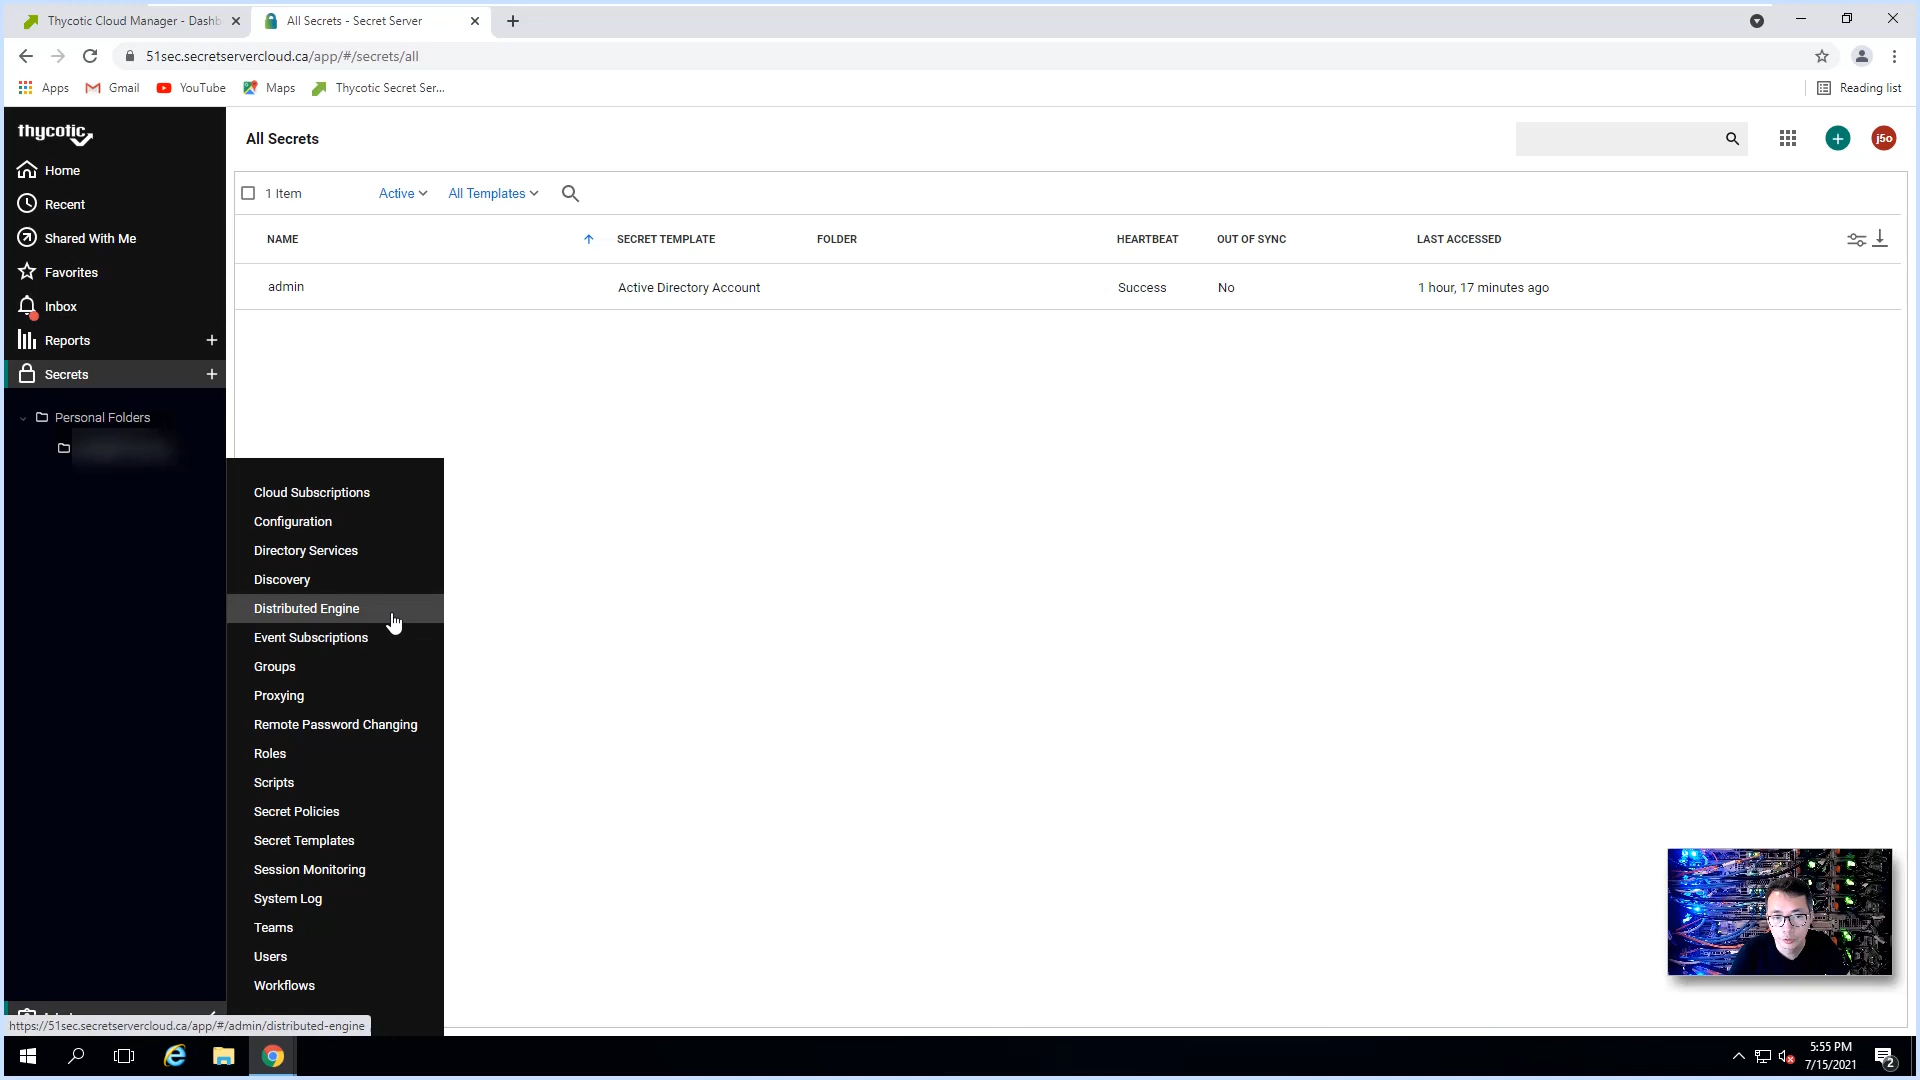 Thycotic Cloud Manager - Dashb
All Secrets - Secret Server
51sec.secretservercloud.ca/app/#/secrets/all
Apps
Gmail
YouTube
Maps
Thycotic Secret Ser...
Reading list
thycotic
Home
Recent
Shared With Me
Favorites
Inbox
Reports
Secrets
Personal Folders
All Secrets
j5o
1 Item
Active
All Templates
NAME
SECRET TEMPLATE
FOLDER
HEARTBEAT
OUT OF SYNC
LAST ACCESSED
admin
Active Directory Account
Success
No
1 hour, 17 minutes ago
Cloud Subscriptions
Configuration
Directory Services
Discovery
Distributed Engine
Event Subscriptions
Groups
Proxying
Remote Password Changing
Roles
Scripts
Secret Policies
Secret Templates
Session Monitoring
System Log
Teams
Users
Workflows
https://51sec.secretservercloud.ca/app/#/admin/distributed-engine
5:55 PM
7/15/2021
2